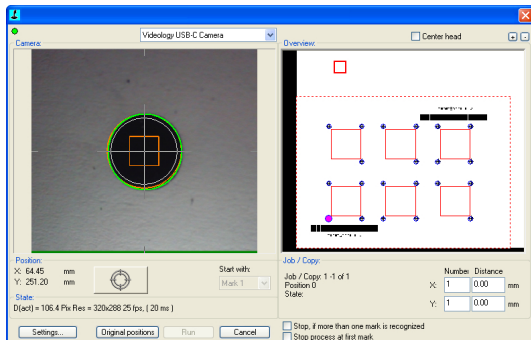 Videology USB-C Camera
Center head
+ -
Camera:
Overview:
Position:
X: 64.45 mm
Y: 251.20 mm
Start with:
Mark 1
State:
D(act) = 106.4 Pix Res = 320x288 25 fps, ( 20 ms )
Job / Copy:
Job / Copy: 1 -1 of 1
Position 0
State:
Number Distance
X: 1 0.00 mm
Y: 1 0.00 mm
Settings...
Original positions
Run
Cancel
Stop, if more than one mark is recognized
Stop process at first mark